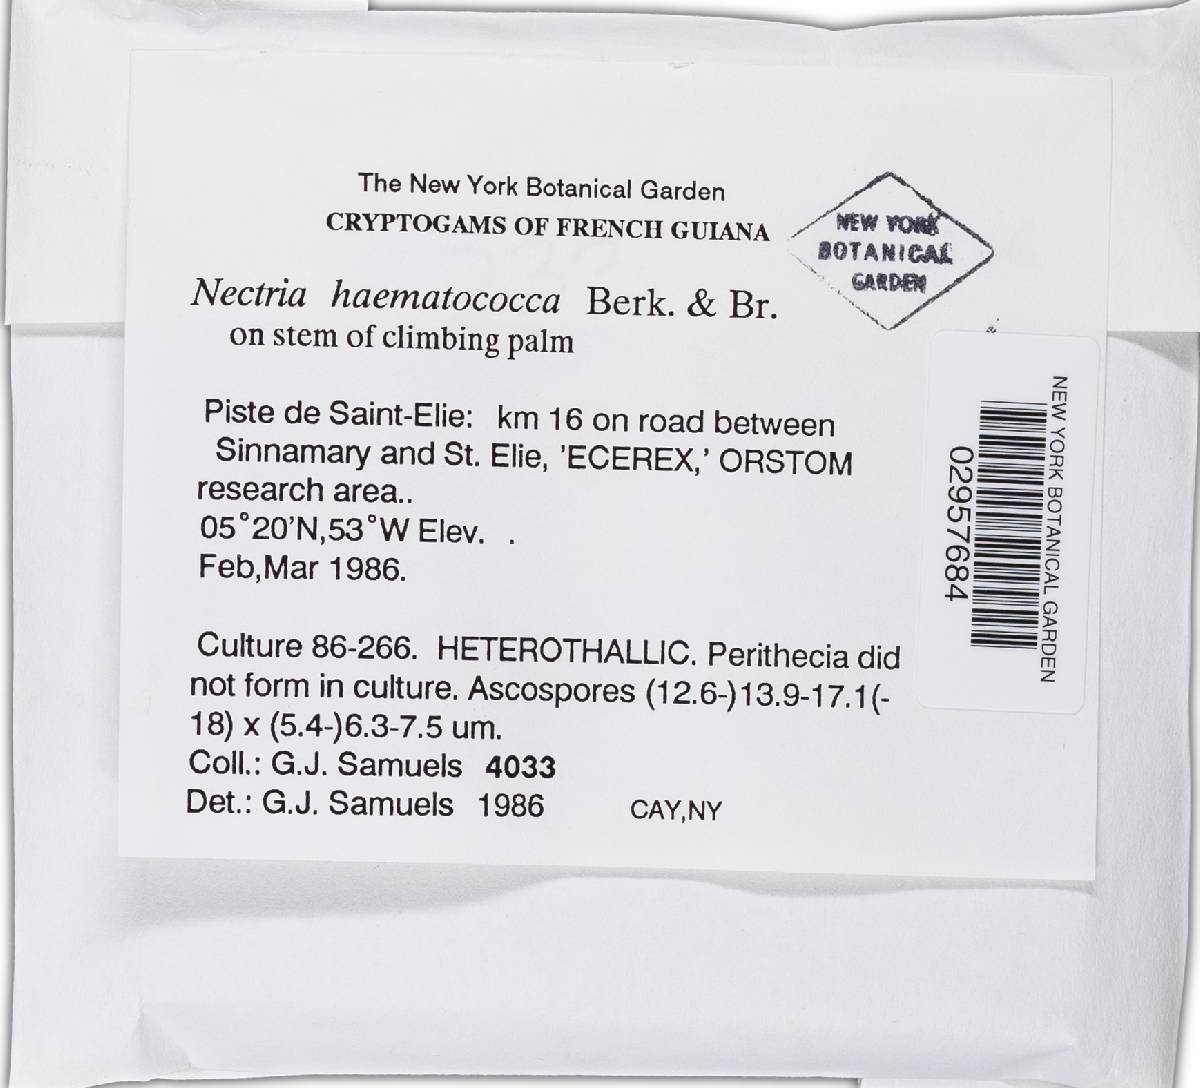 The New York Botanical Garden
CRYPTOGAMS OF FRENCH GUIANA
NEW YORK
BOTANICAL
GARDEN
Nectria haematococca Berk. & Br.
on stem of climbing palm
Piste de Saint-Elie: km 16 on road between
Sinnamary and St. Elie, 'ECEREX,' ORSTOM
research area..
05°20'N,53°W Elev. .
Feb,Mar 1986.
NEW YORK BOTANICAL GARDEN
02957684
Culture 86-266. HETEROTHALLIC. Perithecia did
not form in culture. Ascospores (12.6-)13.9-17.1(-
18) x (5.4-)6.3-7.5 um.
Coll.: G.J. Samuels 4033
Det.: G.J. Samuels 1986 CAY,NY